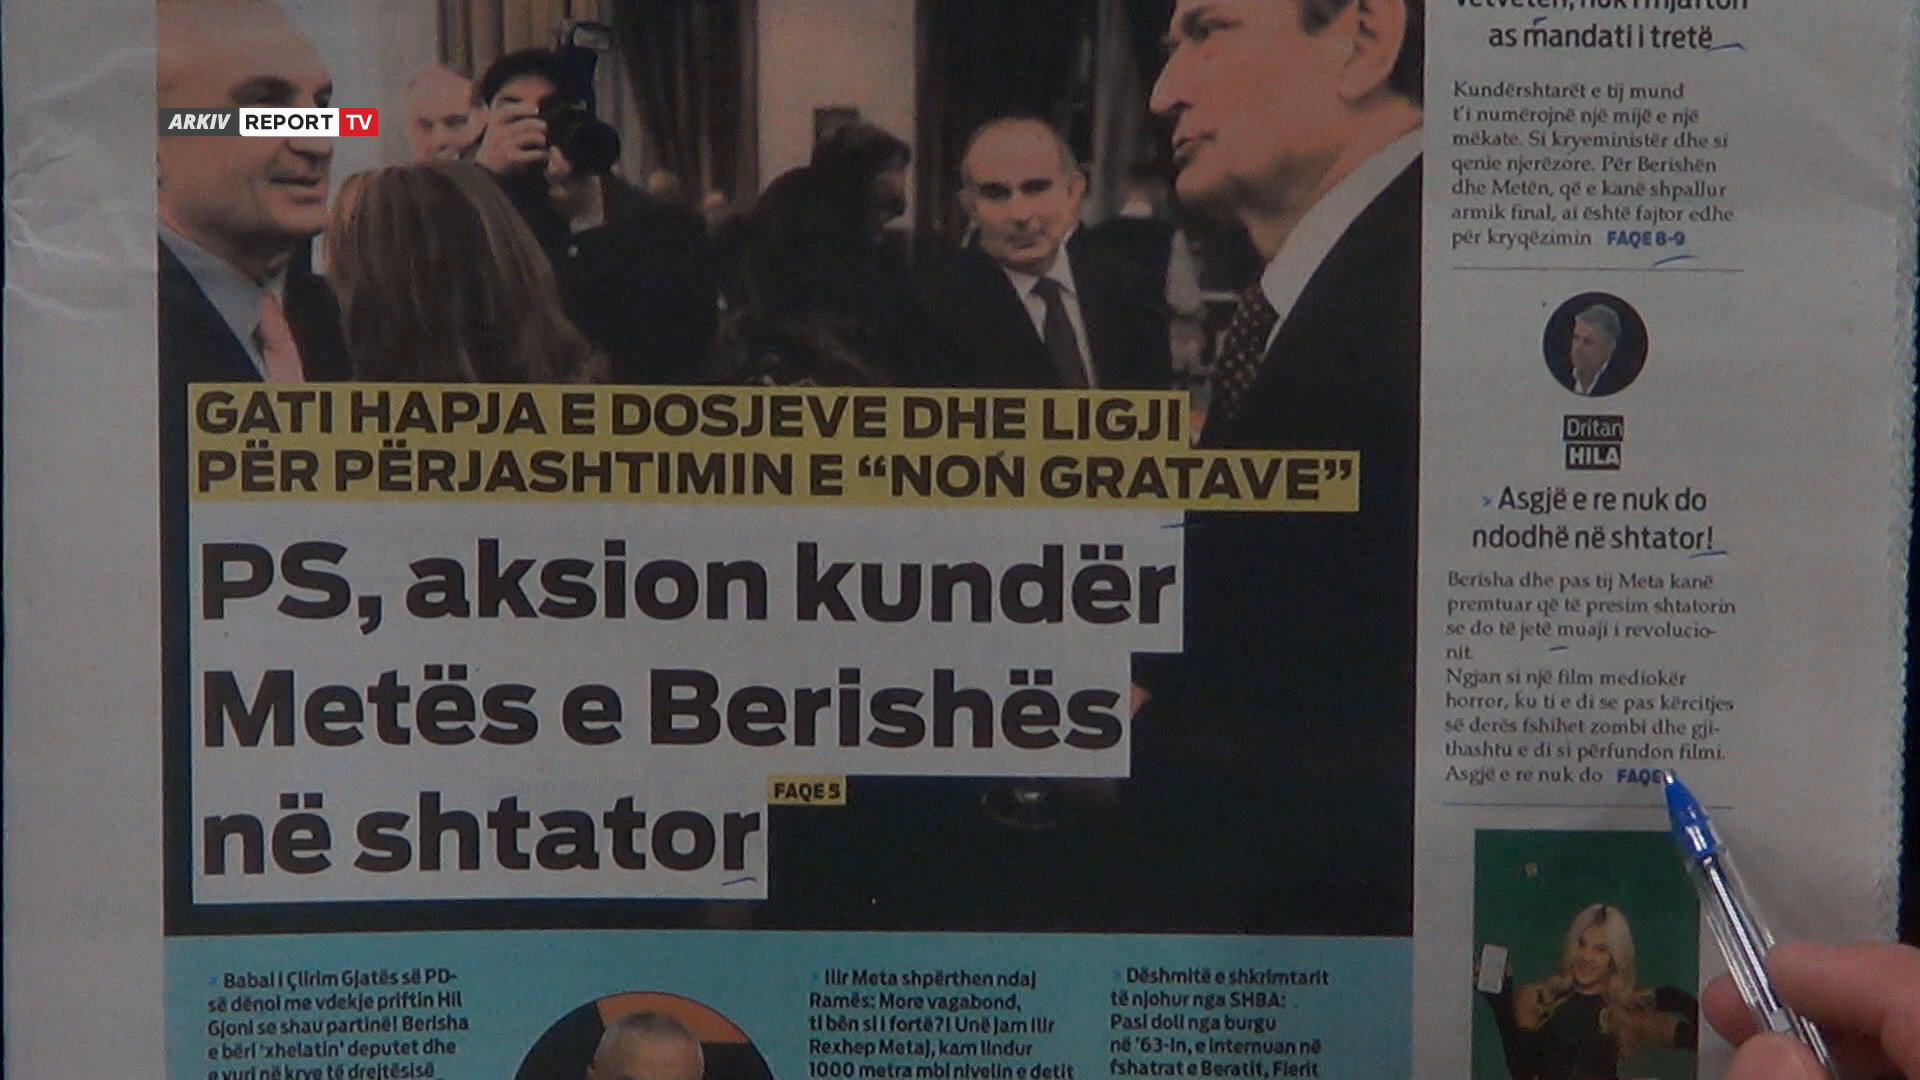 ARKIV REPORT TV
GATI HAPJA E DOSJEVE DHE LIGJI
PËR PËRJASHTIMIN E “NON GRATAVE”
PS, aksion kundër
Metës e Berishës
në shtator
FAQE 5
as mandati i tretë
Kundërshtarët e tij mund
t’i numërojnë një mijë e një
mëkate. Si kryeministër dhe si
qenie njerëzore. Për Berishën
dhe Metën, që e kanë shpallur
armik final, ai është fajtor edhe
për kryqëzimin FAQE 8-9
Dritan
HILA
› Asgjë e re nuk do
ndodhë në shtator!
Berisha dhe pas tij Meta kanë
premtuar që të presim shtatorin
se do të jetë muaji i revolucio-
nit.
Ngjan si një film mediokër
horror, ku ti e di se pas kërcitjes
së derës fshihet zombi dhe gji-
thashtu e di si përfundon filmi.
Asgjë e re nuk do FAQE
› Babai i Çlirim Gjatës së PD-
së dënoi me vdekje priftin Hil
Gjoni se shau partinë! Berisha
e bëri ‘xhelatin’ deputet dhe
e vuri në krye të drejtësisë
› Ilir Meta shpërthen ndaj
Ramës: More vagabond,
ti bën si i fortë?! Unë jam Ilir
Rexhep Metaj, kam lindur
1000 metra mbi nivelin e detit
› Dëshmitë e shkrimtarit
të njohur nga SHBA:
Pasi doli nga burgu
në ’63-in, e internuan në
fshatrat e Beratit, Fierit